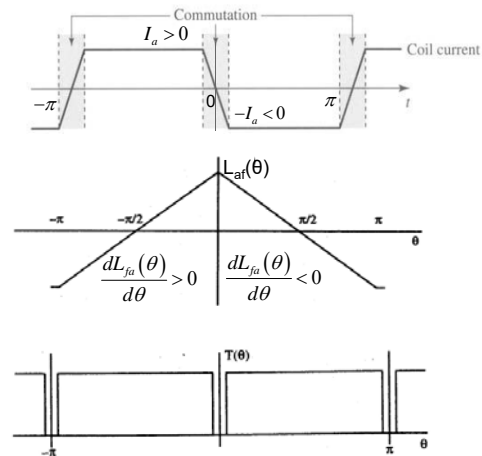 Commutation
I_a > 0
Coil current
−π
0
π
t
−I_a < 0
L_af(θ)
−π
−π/2
π/2
π
θ
dL_fa(θ)/dθ > 0
dL_fa(θ)/dθ < 0
T(θ)
−π
π
θ